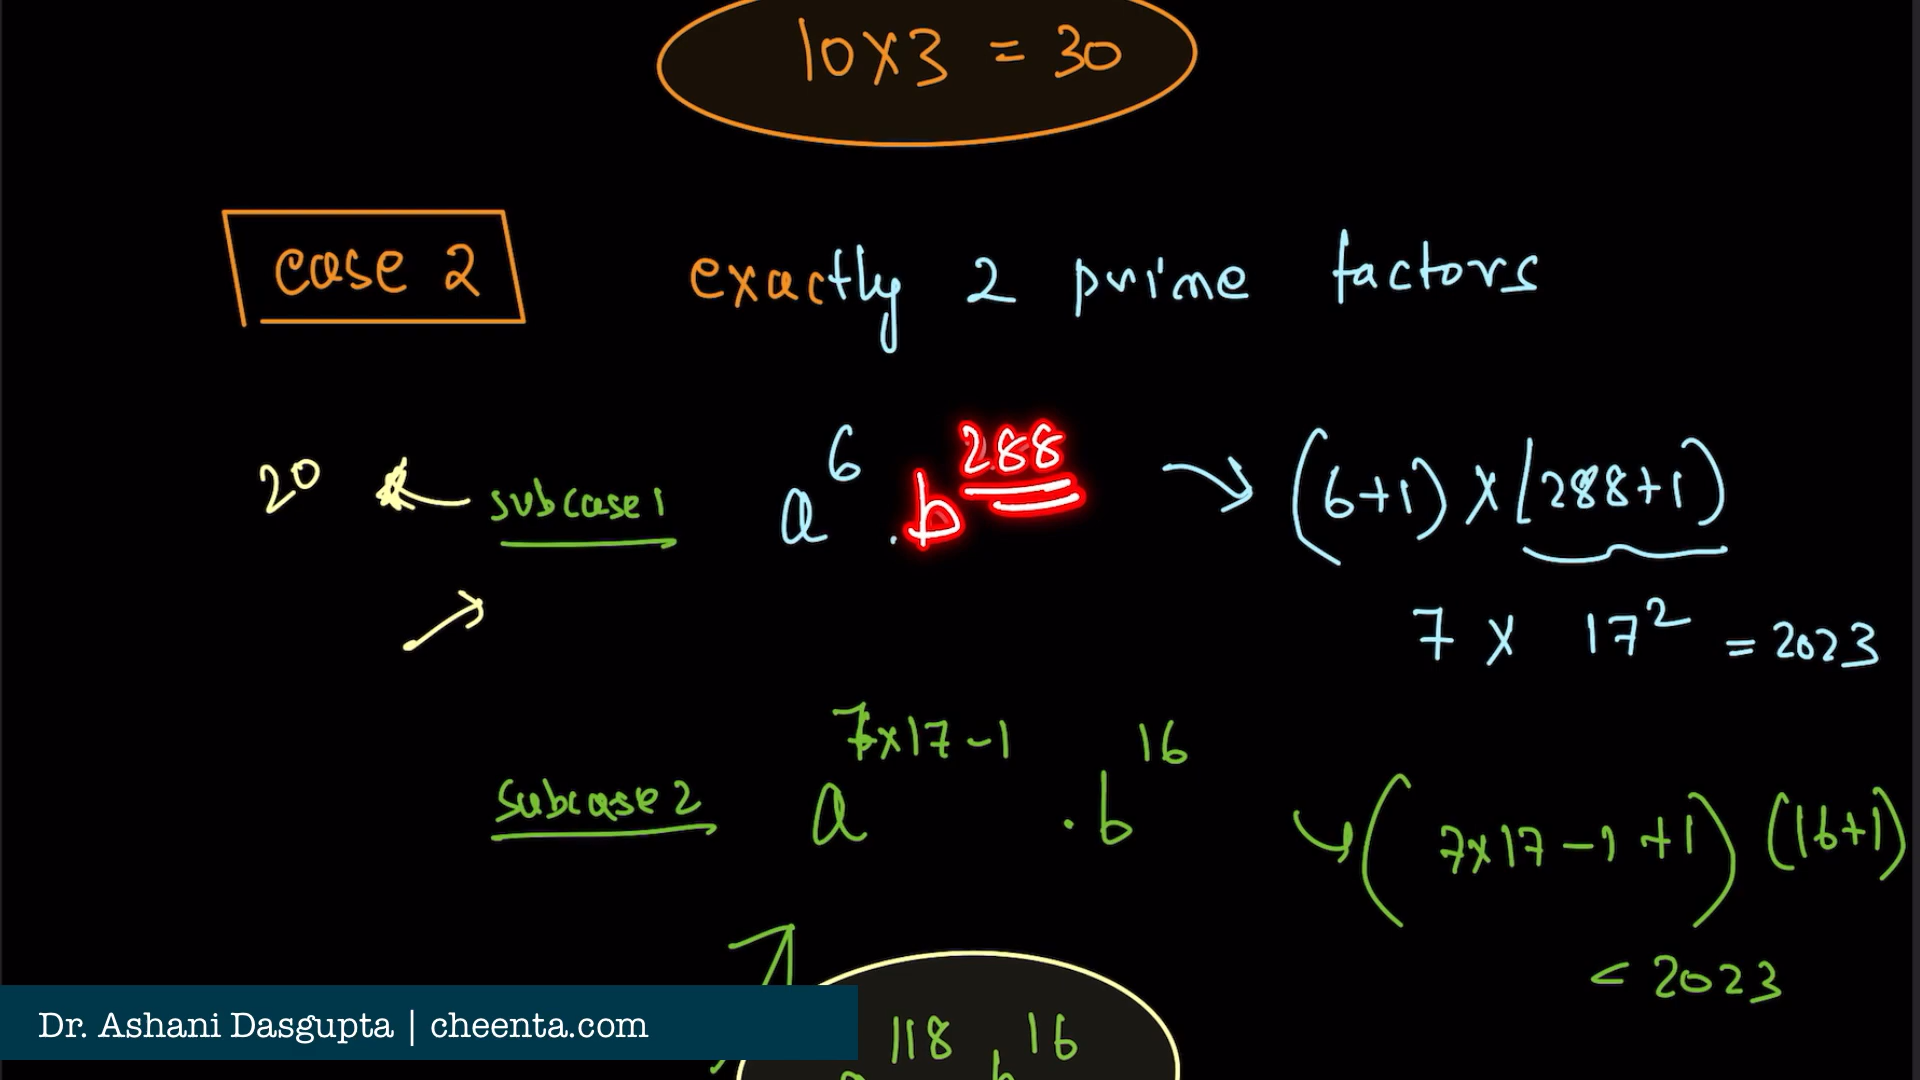 10×3 = 30
case 2 exactly 2 prime factors
20 ← subcase 1 a^6 . b^288 → (6+1) × (288+1)
7 × 17^2 = 2023
subcase 2 a^7×17-1 . b^16 ↳ (7×17-1+1) (16+1)
< 2023
Dr. Ashani Dasgupta | cheenta.com
118 16